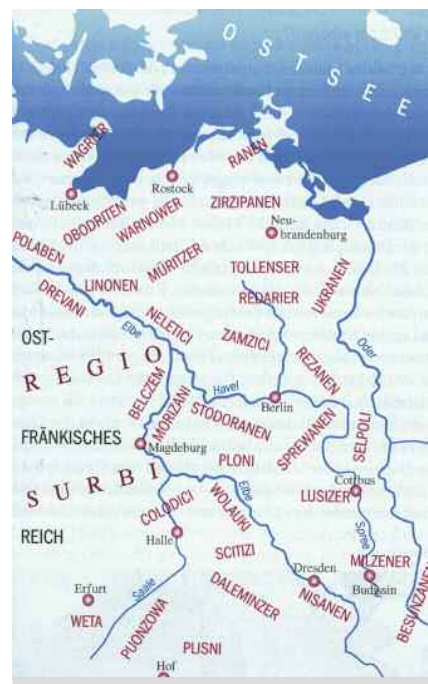 OSTSEE
WAGRIER
RANEN
Rostock
Lübeck
ZIRZIPANEN
OBODRITEN
WARNOWER
Neu-
brandenburg
POLABEN
MÜRITZER
TOLLENSER
UKRANEN
DREVANI
LINONEN
REDARIER
Elbe
NELETICI
ZAMZICI
Oder
OST-
REGIO
REZANEN
BELCZEM
Havel
Berlin
MORIZANI
STODORANEN
FRÄNKISCHES
Magdeburg
SPREWANEN
SELPOLI
PLONI
SURBI
Elbe
Cottbus
COLODICI
WOLAUKI
LUSIZER
REICH
Halle
Spree
SCITIZI
MILZENER
Dresden
Budissin
Erfurt
Saale
DALEMINZER
NISANEN
BESUNZANEN
WETA
PUONZOWA
PLISNI
Hof